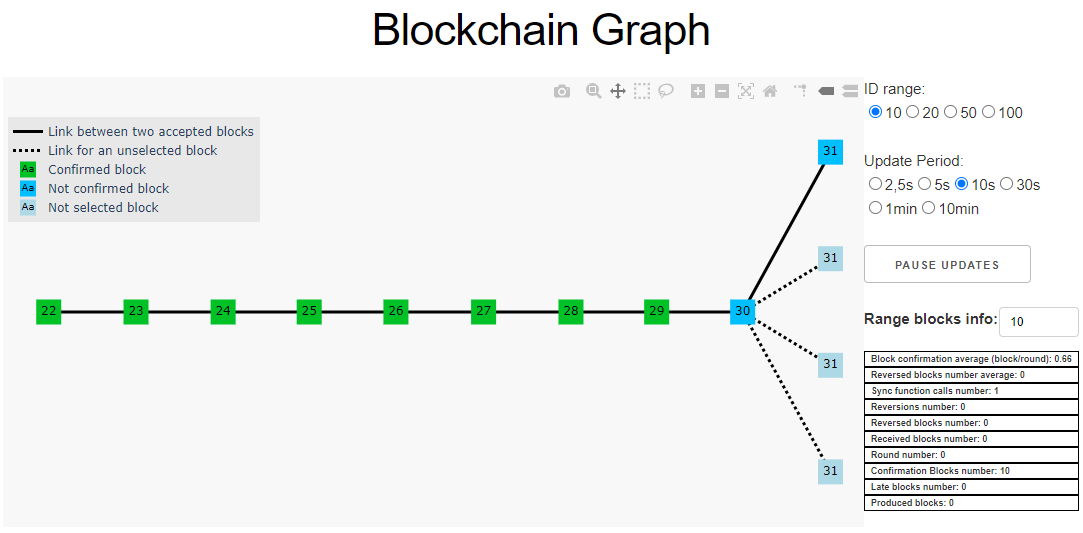 Blockchain Graph
ID range:
10 20 50 100
Update Period:
2,5s 5s 10s 30s
1min 10min
PAUSE UPDATES
Range blocks info: 10
Block confirmation average (block/round): 0.66
Reversed blocks number average: 0
Sync function calls number: 1
Reversions number: 0
Reversed blocks number: 0
Received blocks number: 0
Round number: 0
Confirmation Blocks number: 10
Late blocks number: 0
Produced blocks: 0
Link between two accepted blocks
Link for an unselected block
Aa Confirmed block
Aa Not confirmed block
Aa Not selected block
31
31
22 23 24 25 26 27 28 29 30
31
31